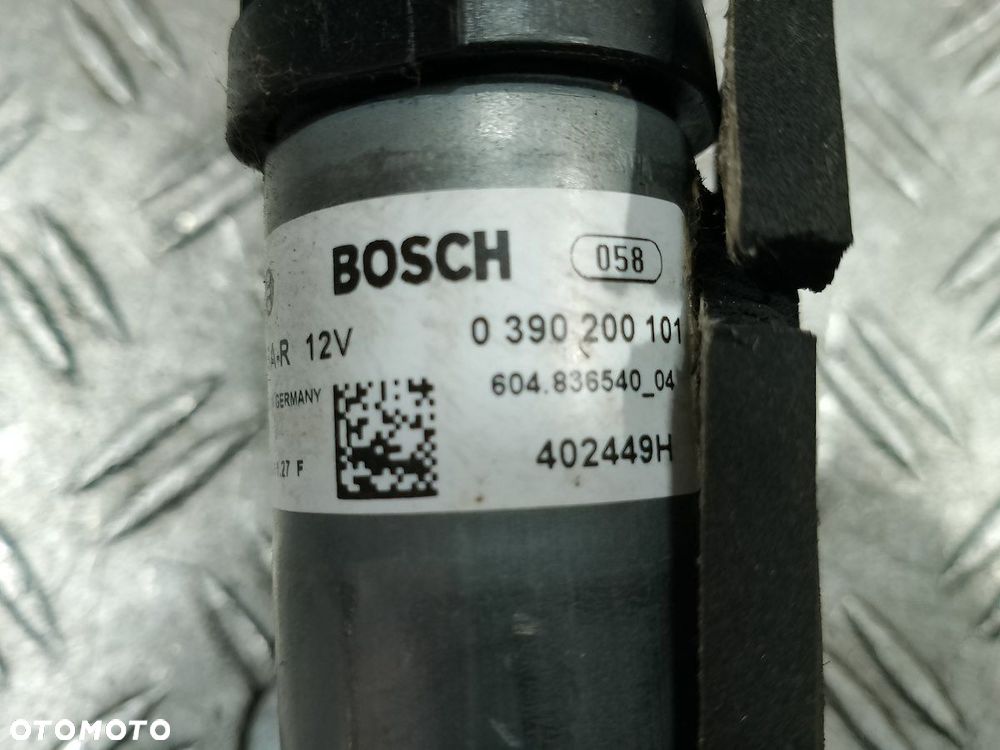 BOSCH 058
A-R 12V 0 390 200 101
GERMANY 604.836540_04
402449H
27 F
OTOMOTO